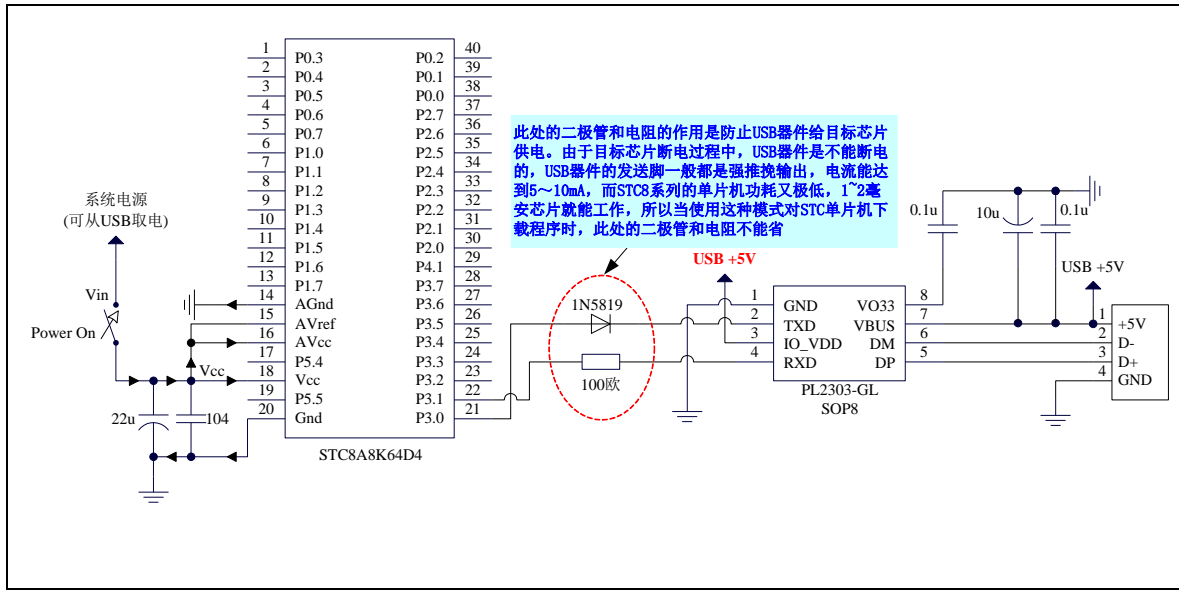 1 P0.3 P0.2 40
2 P0.4 P0.1 39
3 P0.5 P0.0 38
4 P0.6 P2.7 37
5 P0.7 P2.6 36
6 P1.0 P2.5 35
7 P1.1 P2.4 34
8 P1.2 P2.3 33
9 P1.3 P2.2 32
10 P1.4 P2.1 31
11 P1.5 P2.0 30
12 P1.6 P4.1 29
13 P1.7 P3.7 28
14 AGnd P3.6 27
15 AVref P3.5 26
16 AVcc P3.4 25
17 P5.4 P3.3 24
18 Vcc P3.2 23
19 P5.5 P3.1 22
20 Gnd P3.0 21
STC8A8K64D4
系统电源
(可从USB取电)
Vin
Power On
Vcc
22u
104
此处的二极管和电阻的作用是防止USB器件给目标芯片
供电。由于目标芯片断电过程中，USB器件是不能断电
的，USB器件的发送脚一般都是强推挽输出，电流能达
到5～10mA，而STC8系列的单片机功耗又极低，1~2毫
安芯片就能工作，所以当使用这种模式对STC单片机下
载程序时，此处的二极管和电阻不能省
1N5819
100欧
USB +5V
1 GND VO33 8
2 TXD VBUS 7
3 IO_VDD DM 6
4 RXD DP 5
PL2303-GL
SOP8
0.1u
10u
0.1u
USB +5V
1 +5V
2 D-
3 D+
4 GND